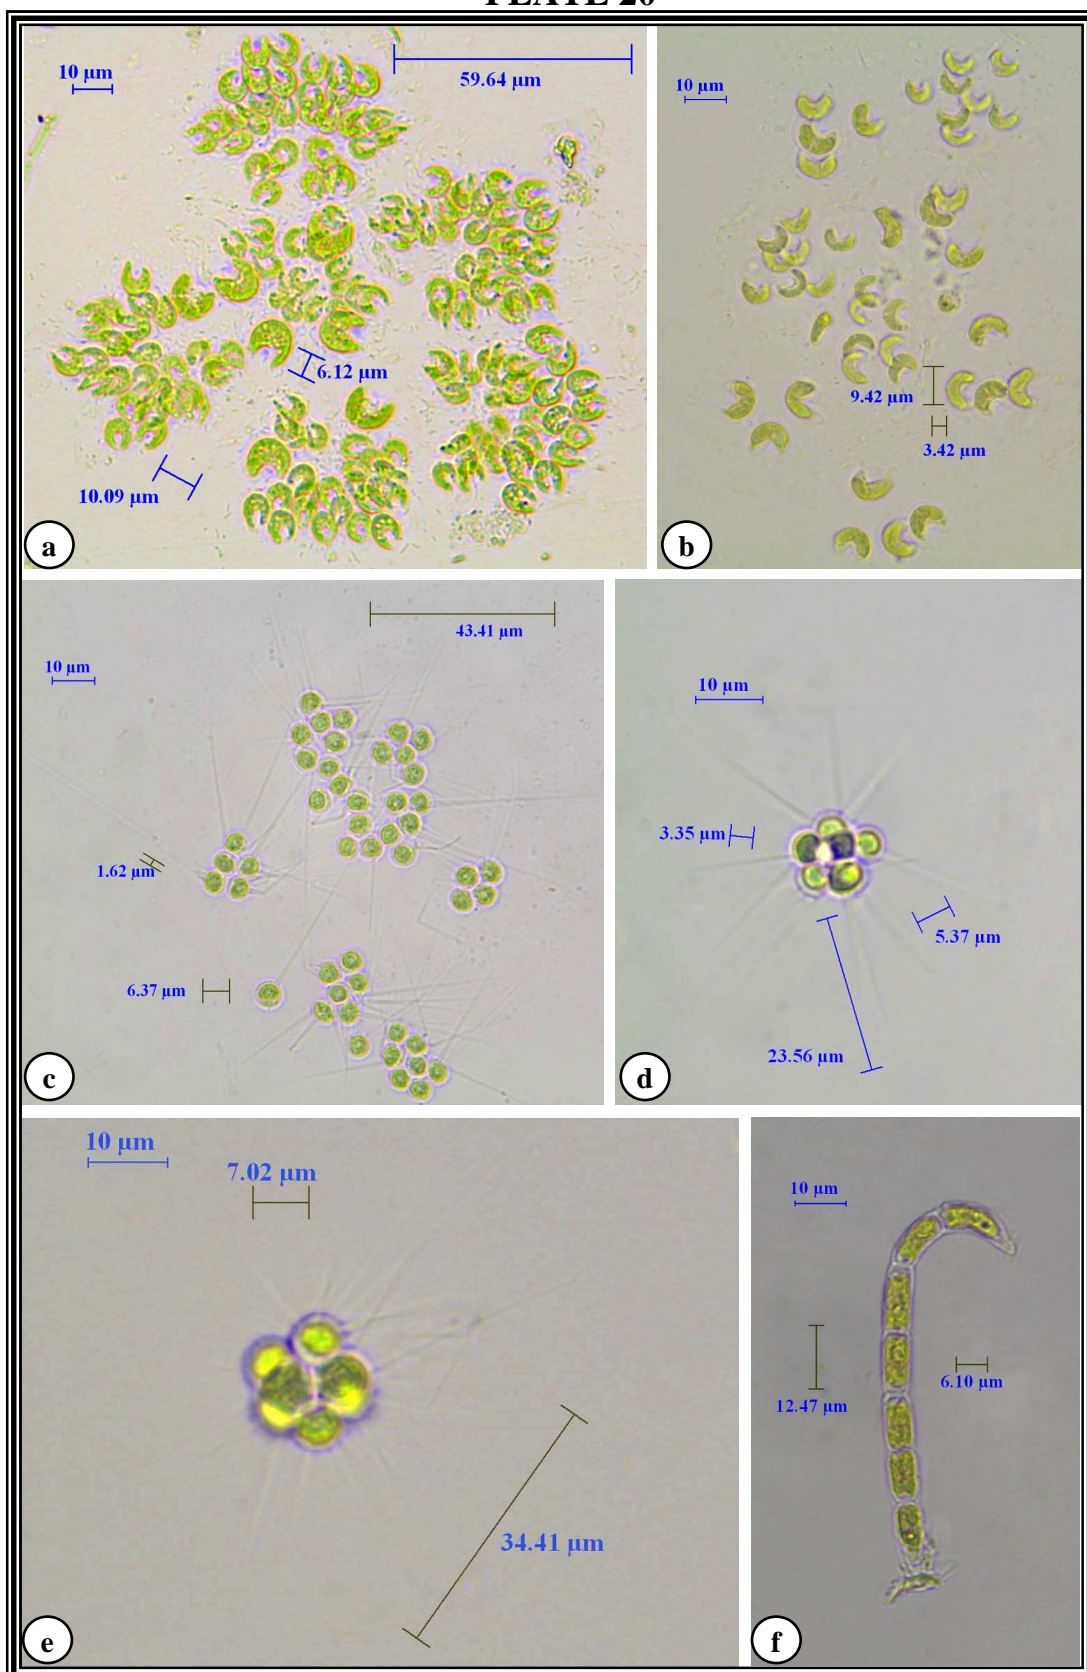 PLATE 20
10 µm
59.64 µm
6.12 µm
10.09 µm
a
10 µm
9.42 µm
3.42 µm
b
43.41 µm
10 µm
1.62 µm
6.37 µm
c
10 µm
3.35 µm
5.37 µm
23.56 µm
d
10 µm
7.02 µm
34.41 µm
e
10 µm
12.47 µm
6.10 µm
f